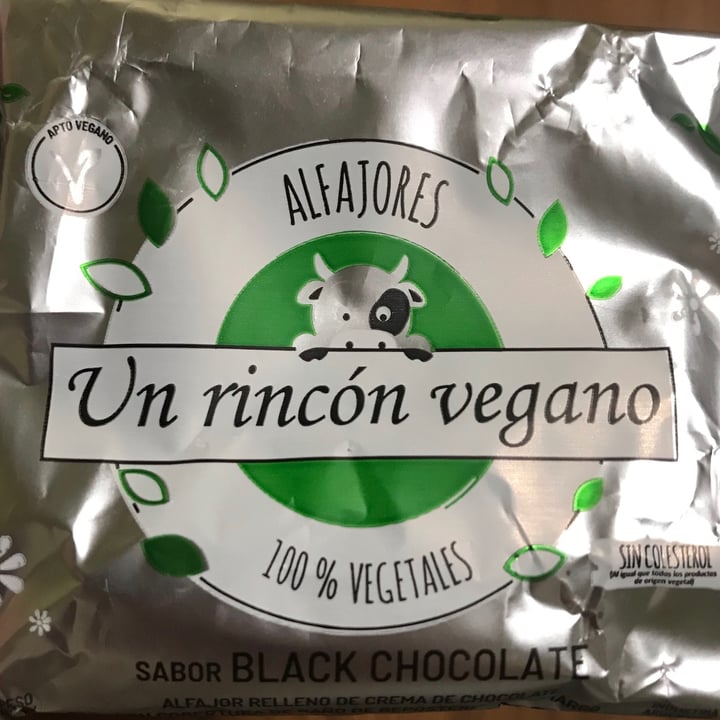 APTO VEGANO
V
ALFAJORES
Un rincón vegano
100 % VEGETALES
SIN COLESTEROL
(Al igual que todos los productos
de origen vegetal)
SABOR BLACK CHOCOLATE
ALFAJOR RELLENO DE CREMA DE CHOCOLATE